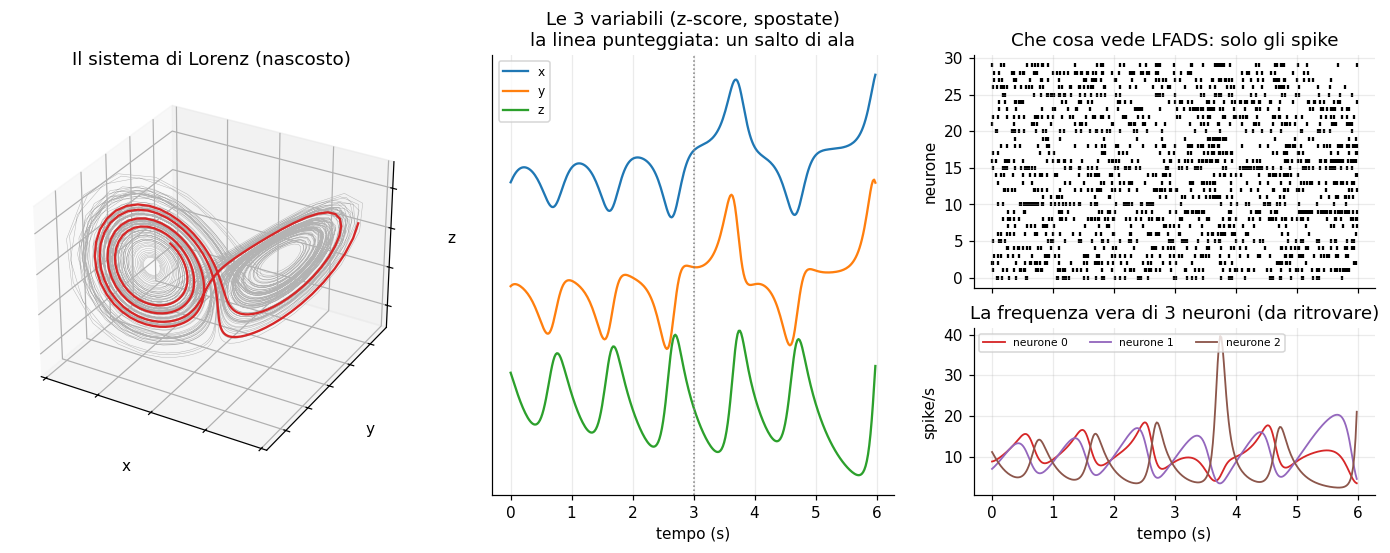 Il sistema di Lorenz (nascosto)
z
y
x
Le 3 variabili (z-score, spostate)
la linea punteggiata: un salto di ala
x
y
z
0 1 2 3 4 5 6
tempo (s)
Che cosa vede LFADS: solo gli spike
30
25
20
15
10
5
0
neurone
La frequenza vera di 3 neuroni (da ritrovare)
neurone 0 neurone 1 neurone 2
40
30
20
10
spike/s
0 1 2 3 4 5 6
tempo (s)